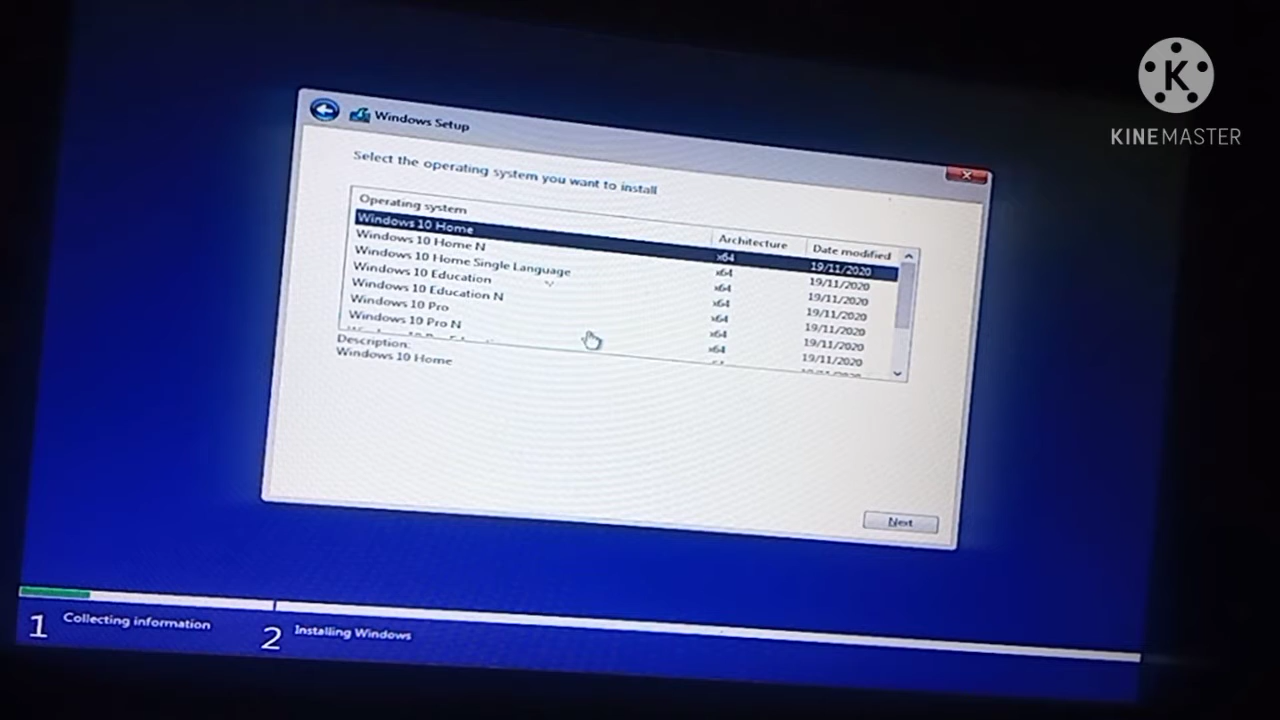 K
KINEMASTER
Windows Setup
Select the operating system you want to install
Operating system Architecture Date modified
Windows 10 Home x64 19/11/2020
Windows 10 Home N x64 19/11/2020
Windows 10 Home Single Language x64 19/11/2020
Windows 10 Education x64 19/11/2020
Windows 10 Education N x64 19/11/2020
Windows 10 Pro x64 19/11/2020
Windows 10 Pro N x64 19/11/2020
Description:
Windows 10 Home
Next
1 Collecting information
2 Installing Windows